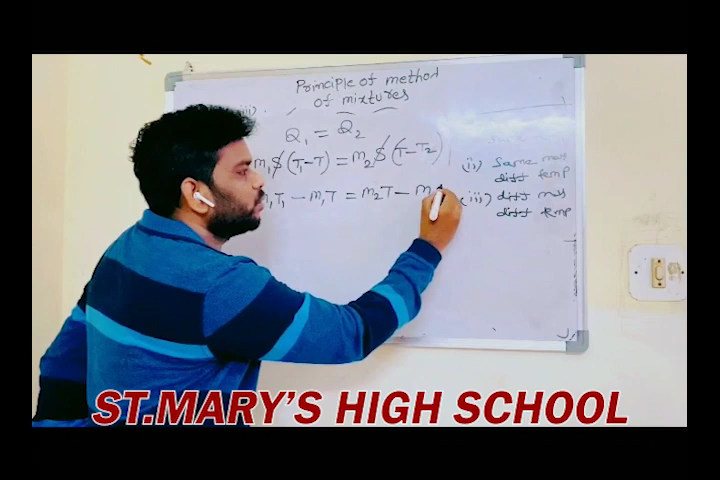 Principle of method
of mixtures
iii)
Q₁ = Q₂
m₁S (T₁-T) = m₂S (T-T₂)
m₁T₁ - m₁T = m₂T - m
(ii) Same mass
diff temp
(iii) diff mass
diff temp
ST.MARY'S HIGH SCHOOL